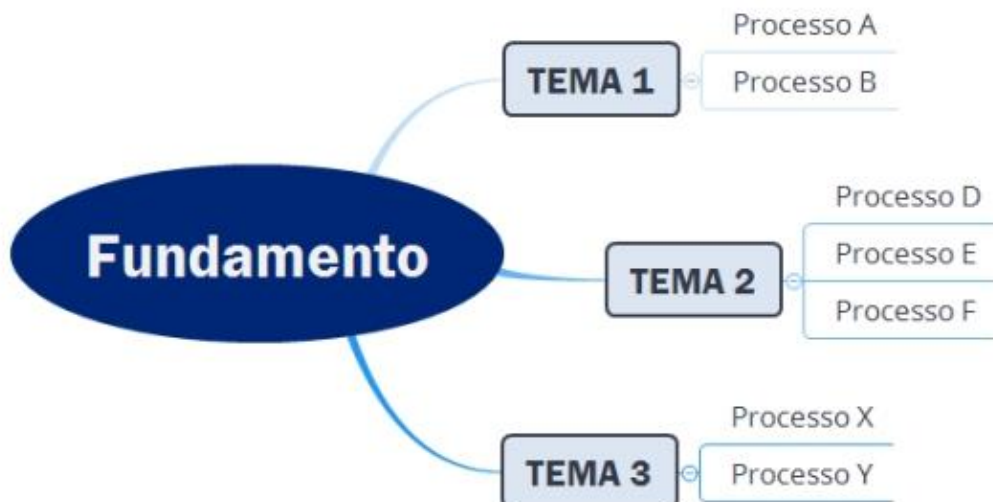 Fundamento
TEMA 1
Processo A
Processo B
TEMA 2
Processo D
Processo E
Processo F
TEMA 3
Processo X
Processo Y